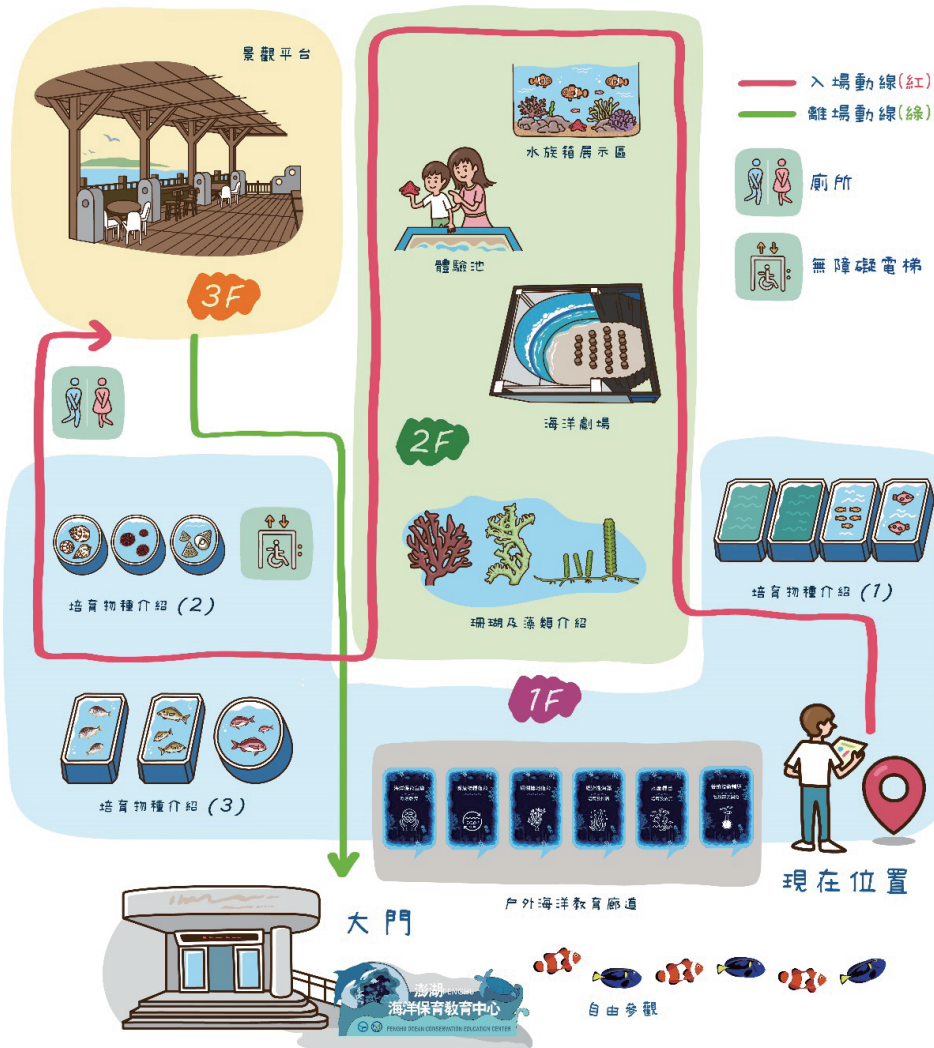 景觀平台
入場動線(紅)
離場動線(綠)
水族箱展示區
廁所
體驗池
無障礙電梯
3F
海洋劇場
2F
培育物種介紹 (1)
培育物種介紹 (2)
珊瑚及藻類介紹
1F
培育物種介紹 (3)
現在位置
戶外海洋教育廊道
大門
澎湖 PENGHU
海洋保育教育中心
PENGHU OCEAN CONSERVATION EDUCATION CENTER
自由參觀